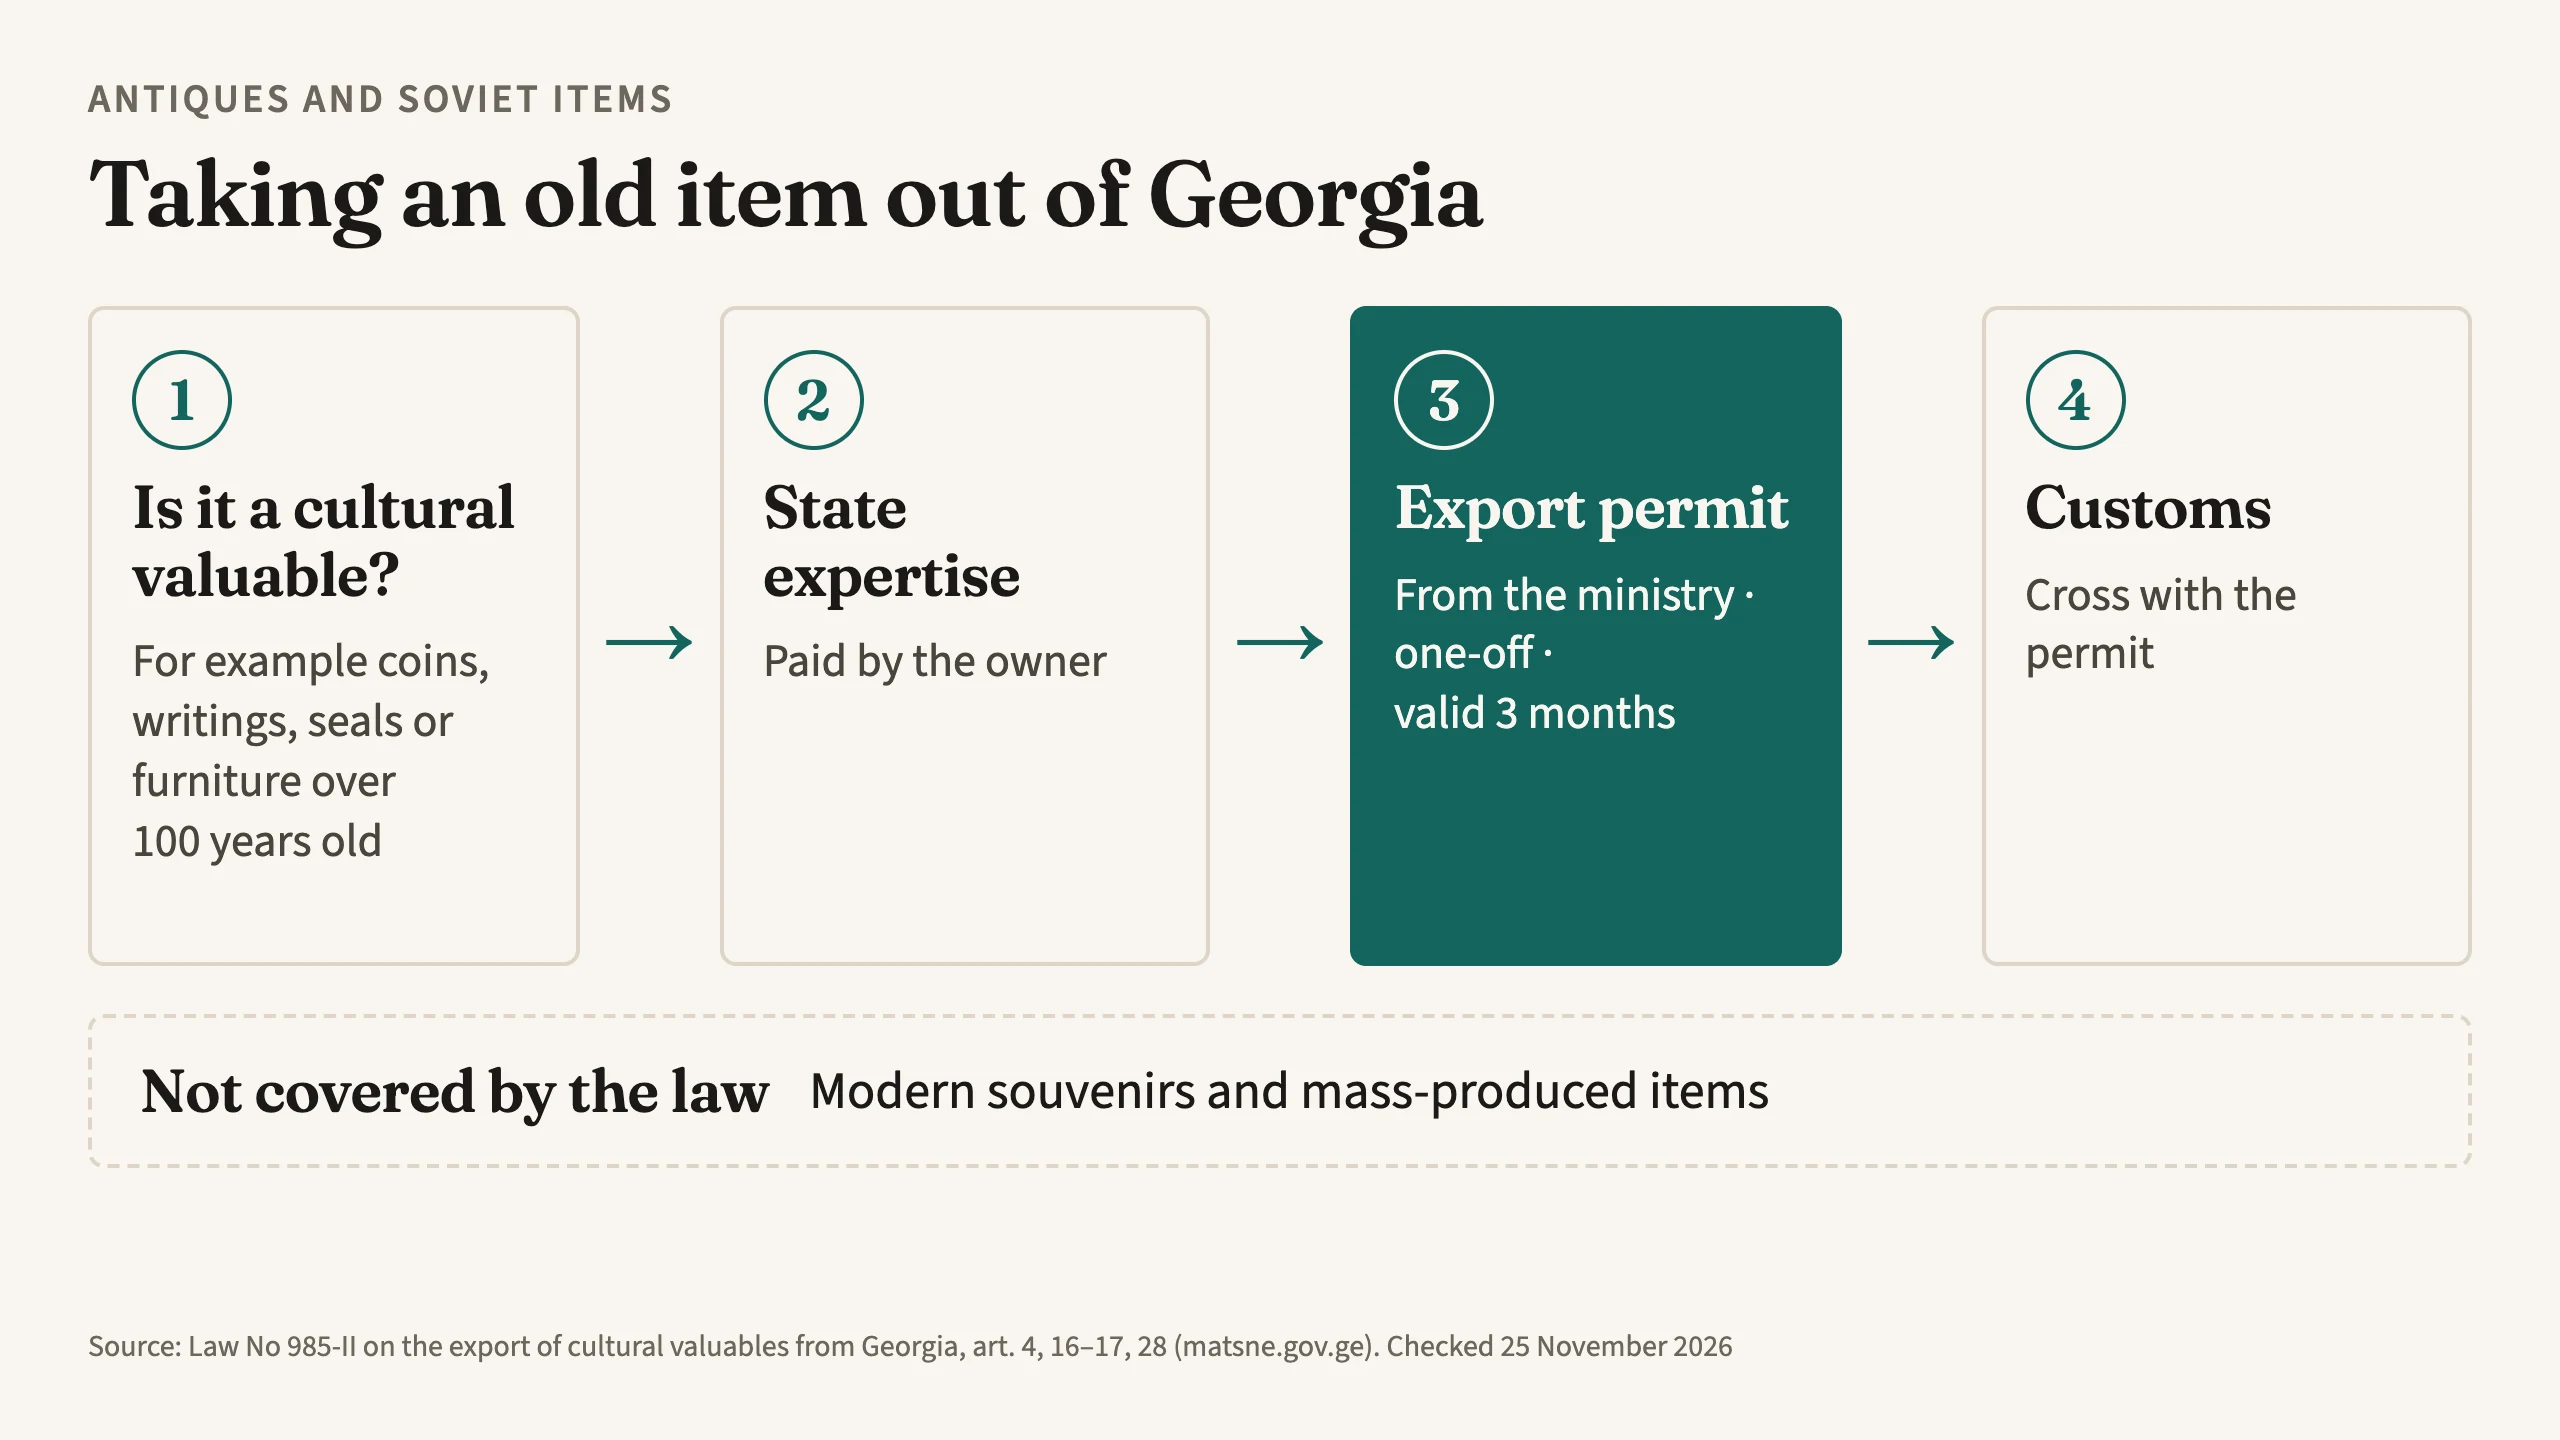 ANTIQUES AND SOVIET ITEMS
Taking an old item out of Georgia
1
Is it a cultural
valuable?
For example coins,
writings, seals or
furniture over
100 years old
→
2
State
expertise
Paid by the owner
→
3
Export permit
From the ministry ·
one-off ·
valid 3 months
→
4
Customs
Cross with the
permit
Not covered by the law Modern souvenirs and mass-produced items
Source: Law No 985-II on the export of cultural valuables from Georgia, art. 4, 16–17, 28 (matsne.gov.ge). Checked 25 November 2026